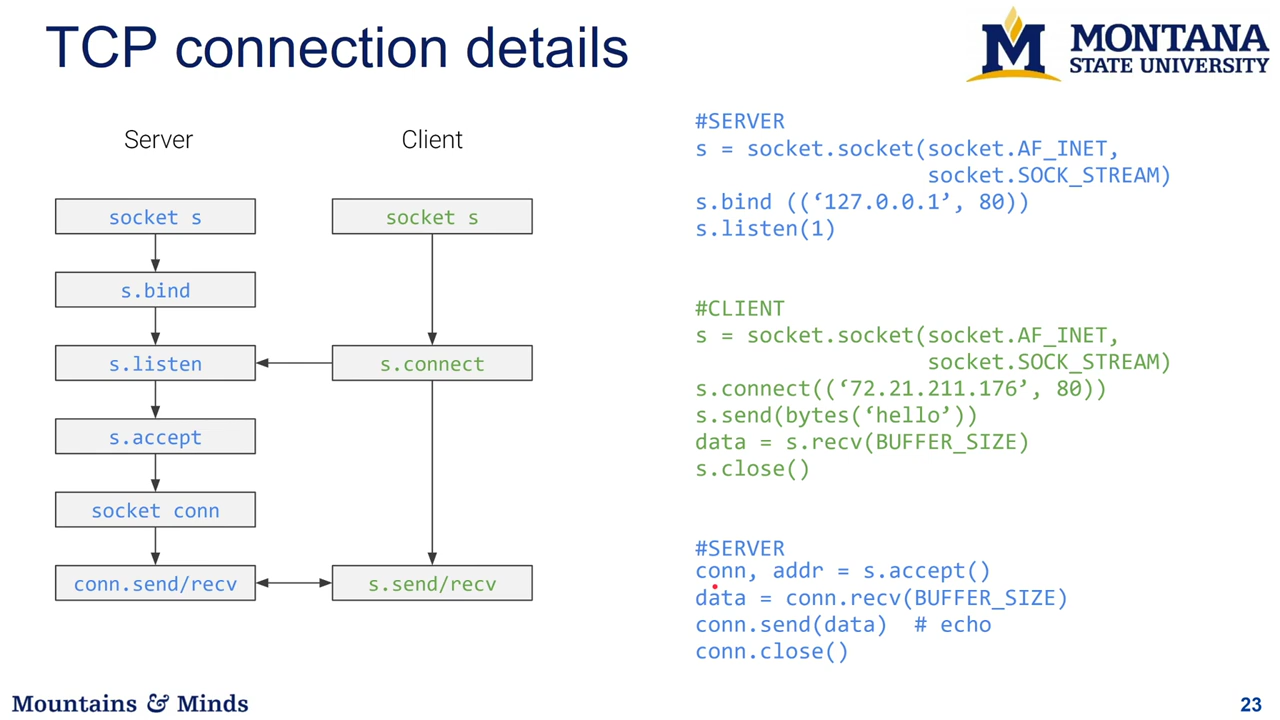 TCP connection details
MONTANA
STATE UNIVERSITY
Server
Client
socket s
socket s
s.bind
s.listen
s.connect
s.accept
socket conn
conn.send/recv
s.send/recv
#SERVER
s = socket.socket(socket.AF_INET,
socket.SOCK_STREAM)
s.bind ((‘127.0.0.1’, 80))
s.listen(1)
#CLIENT
s = socket.socket(socket.AF_INET,
socket.SOCK_STREAM)
s.connect((‘72.21.211.176’, 80))
s.send(bytes(‘hello’))
data = s.recv(BUFFER_SIZE)
s.close()
#SERVER
conn, addr = s.accept()
data = conn.recv(BUFFER_SIZE)
conn.send(data)  # echo
conn.close()
Mountains & Minds
23